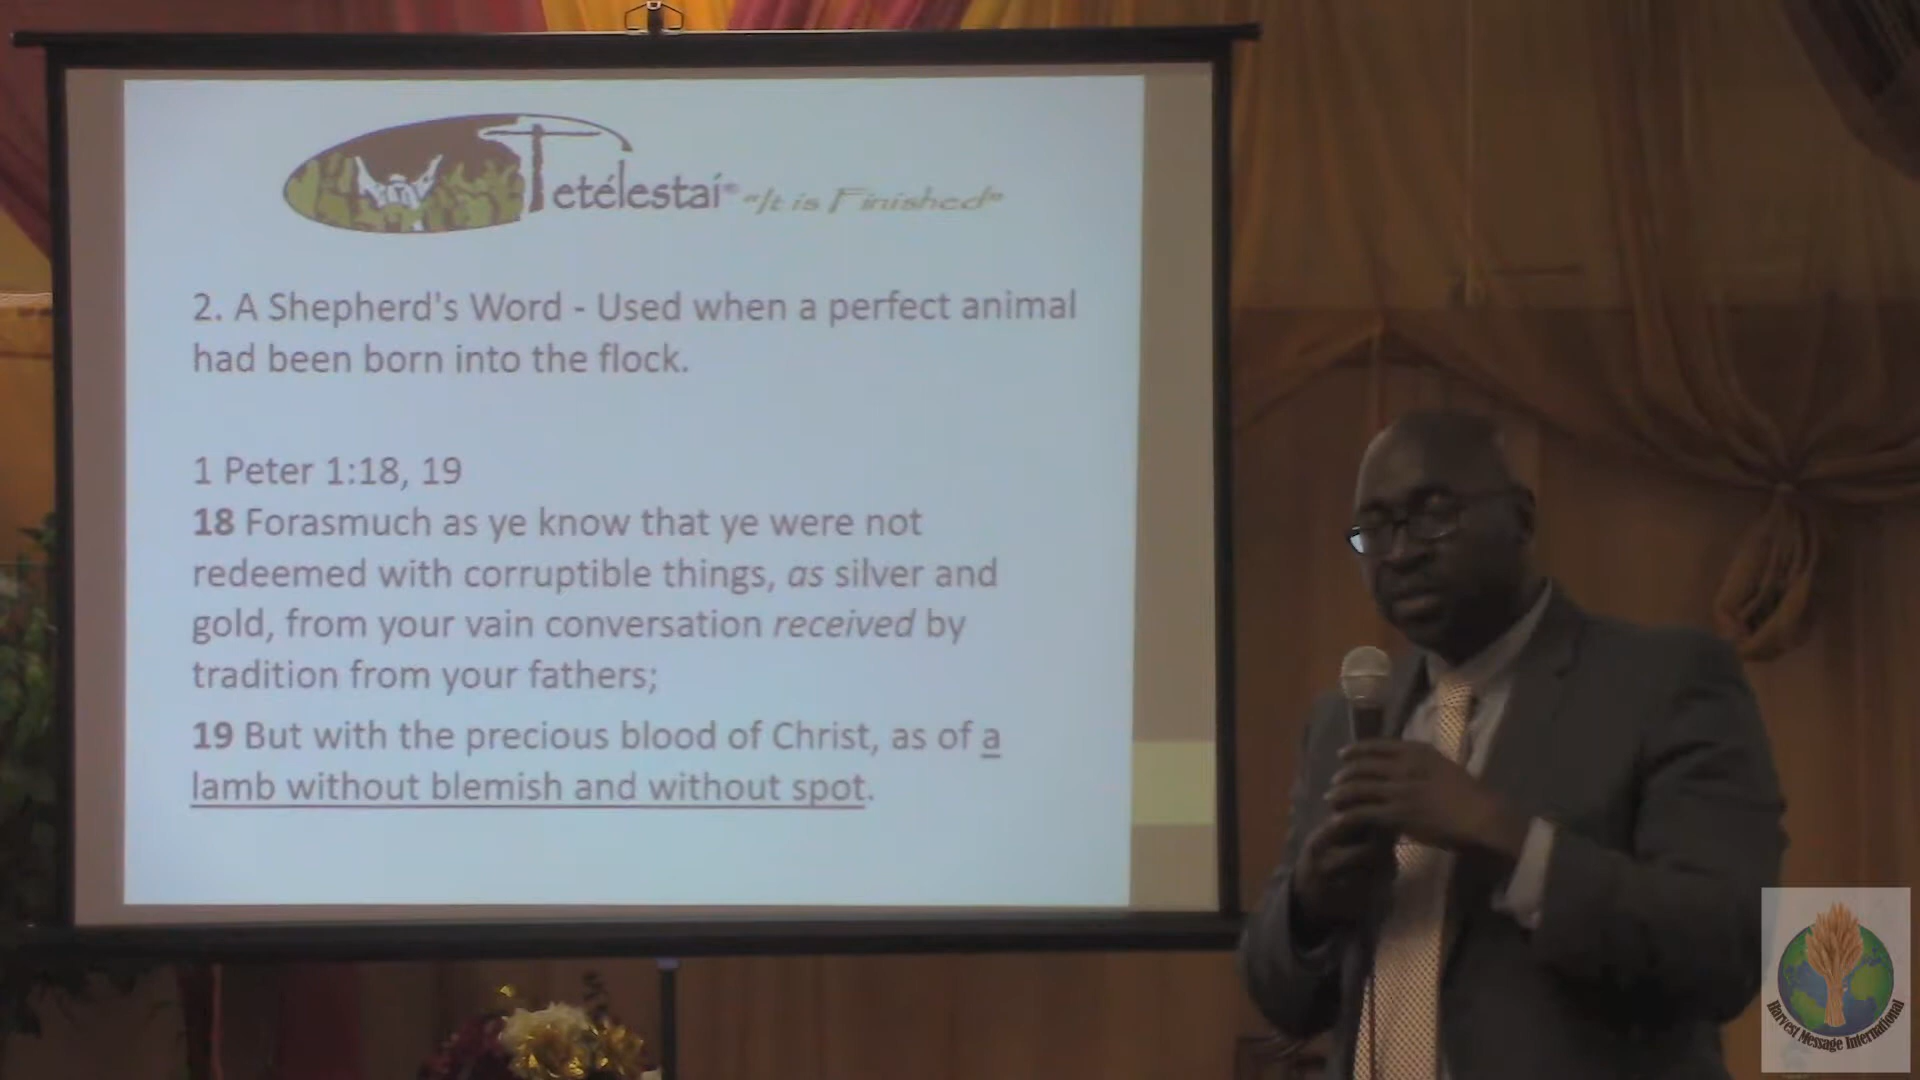 Tetélestaí® "It is Finished"
2. A Shepherd's Word - Used when a perfect animal
had been born into the flock.
1 Peter 1:18, 19
18 Forasmuch as ye know that ye were not
redeemed with corruptible things, as silver and
gold, from your vain conversation received by
tradition from your fathers;
19 But with the precious blood of Christ, as of a
lamb without blemish and without spot.
Harvest Message International